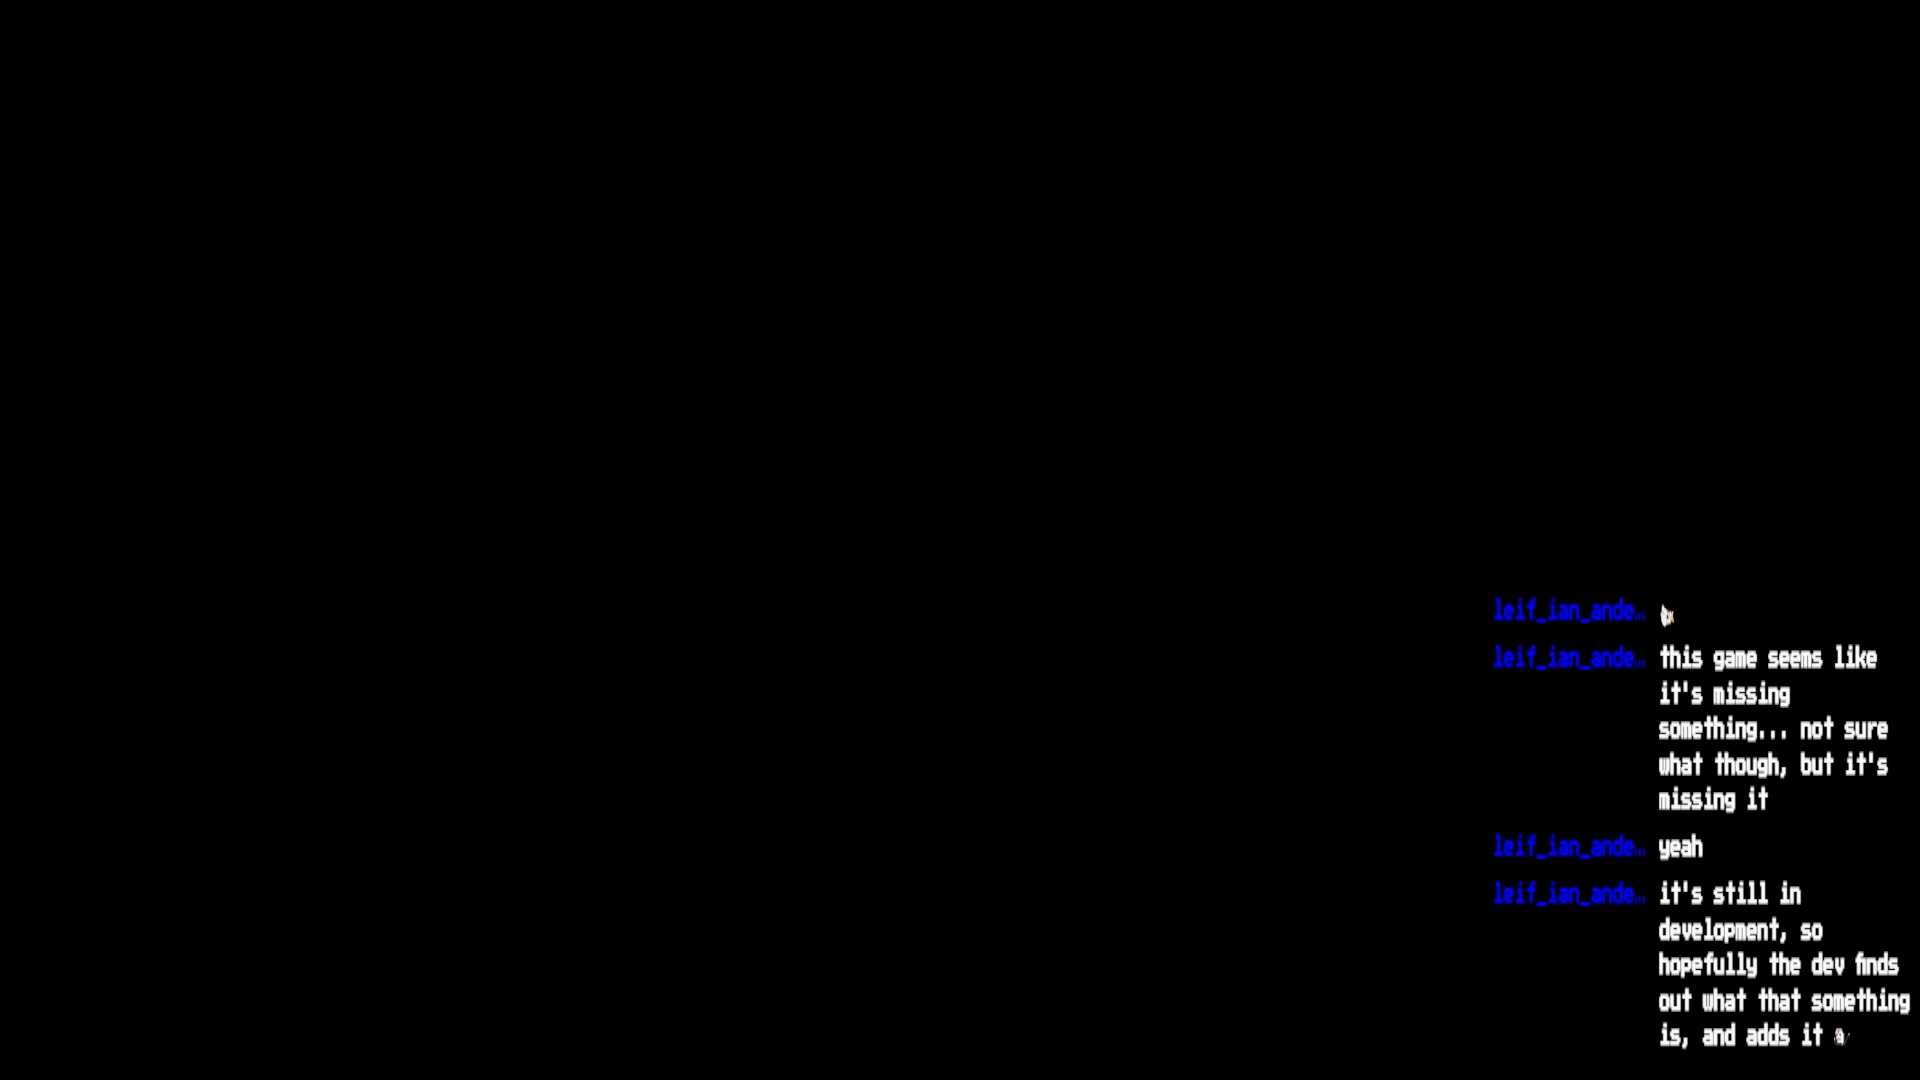 leif_ian_ande…
leif_ian_ande… this game seems like
it's missing
something... not sure
what though, but it's
missing it
leif_ian_ande… yeah
leif_ian_ande… it's still in
development, so
hopefully the dev finds
out what that something
is, and adds it